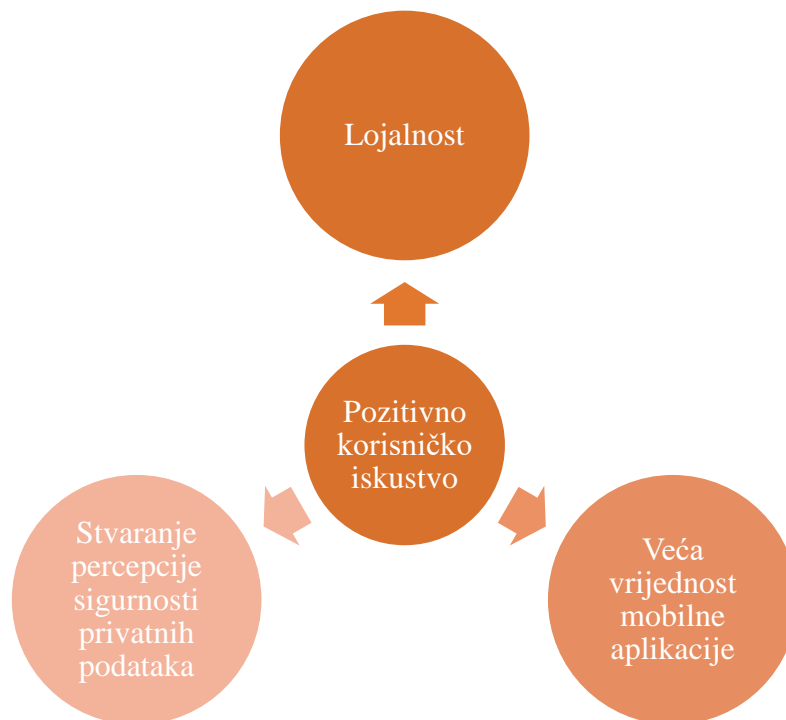 Lojalnost
Pozitivno
korisničko
iskustvo
Stvaranje
percepcije
sigurnosti
privatnih
podataka
Veća
vrijednost
mobilne
aplikacije